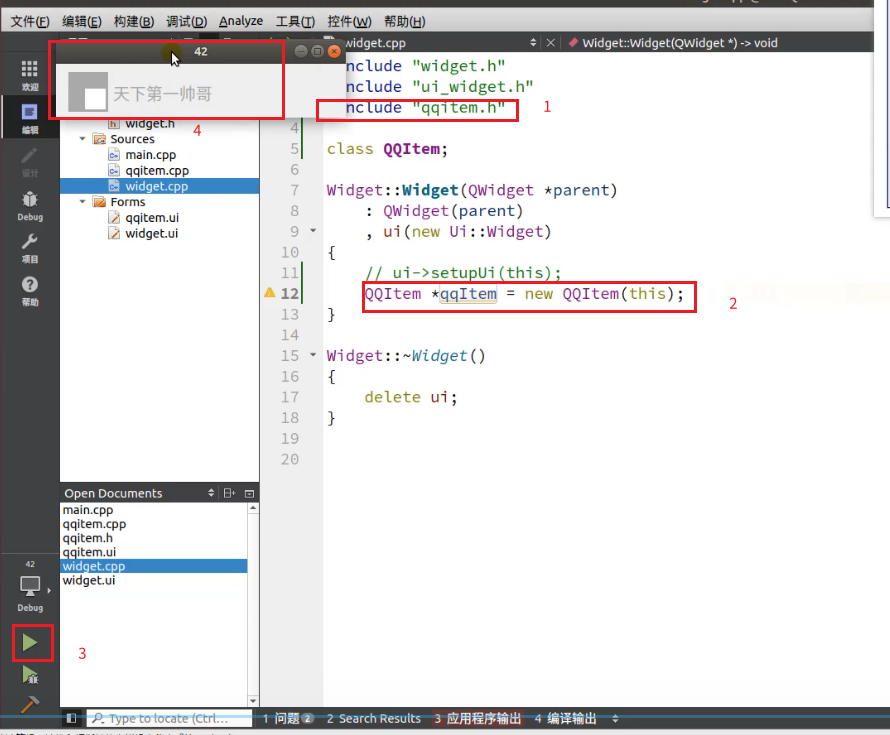 文件(F) 编辑(E) 构建(B) 调试(D) Analyze 工具(T) 控件(W) 帮助(H)
42
widget.cpp
Widget::Widget(QWidget *) -> void
天下第一帅哥
4
欢迎
编辑
设计
Debug
项目
帮助
widget.h
Sources
main.cpp
qqitem.cpp
widget.cpp
Forms
qqitem.ui
widget.ui
nclude "widget.h"
nclude "ui_widget.h"
nclude "qqitem.h"
1
4
5 class QQItem;
6
7 Widget::Widget(QWidget *parent)
8 : QWidget(parent)
9 , ui(new Ui::Widget)
10 {
11 // ui->setupUi(this);
12 QQItem *qqItem = new QQItem(this);
2
13 }
14
15 Widget::~Widget()
16 {
17 delete ui;
18 }
19
20
Open Documents
main.cpp
qqitem.cpp
qqitem.h
qqitem.ui
widget.cpp
widget.ui
42
Debug
3
Type to locate (Ctrl...
1 问题 2 2 Search Results 3 应用程序输出 4 编译输出